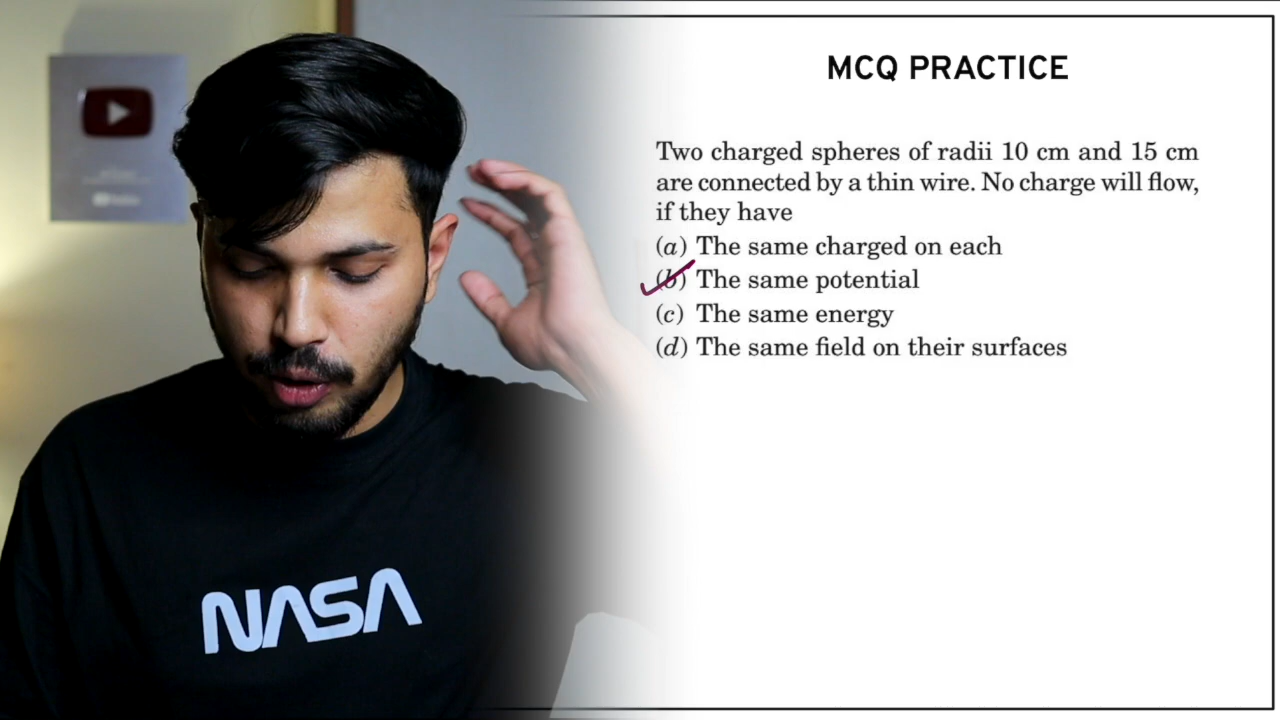 MCQ PRACTICE
Two charged spheres of radii 10 cm and 15 cm
are connected by a thin wire. No charge will flow,
if they have
(a) The same charged on each
(b) The same potential
(c) The same energy
(d) The same field on their surfaces
NASA